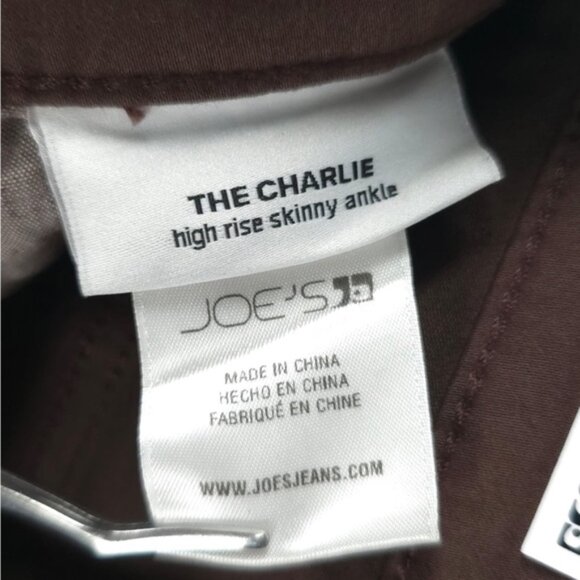 THE CHARLIE
high rise skinny ankle
JOE'S
MADE IN CHINA
HECHO EN CHINA
FABRIQUÉ EN CHINE
WWW.JOESJEANS.COM